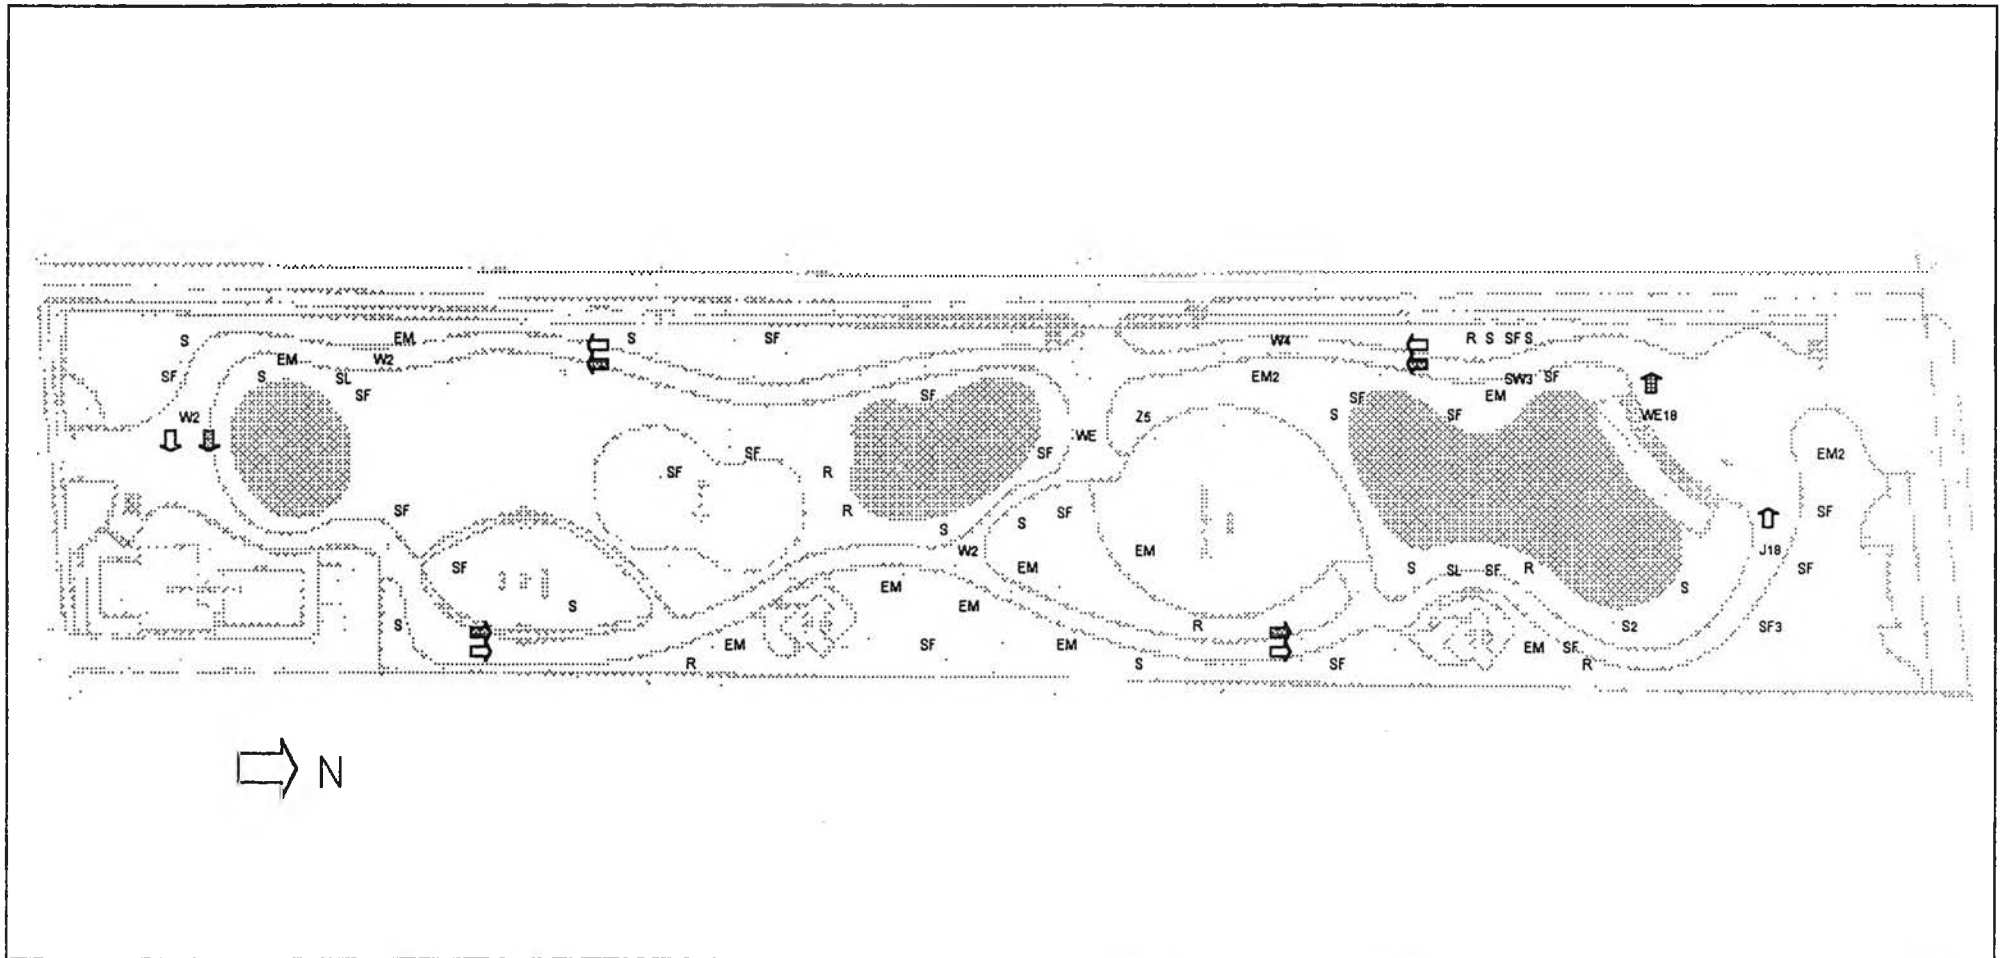 S EM S SF W4 R S SF S
EM W2
SF S SL SF SF EM2 SF SW3 SF EM
W2 Z5 S SF WE18
WE
SF SF R SF EM2
SF R S S SF SF
W2 EM J18
SF EM EM S SL SF R SF
S EM S
S R S2 SF3
EM SF EM EM SF
R S SF R
N